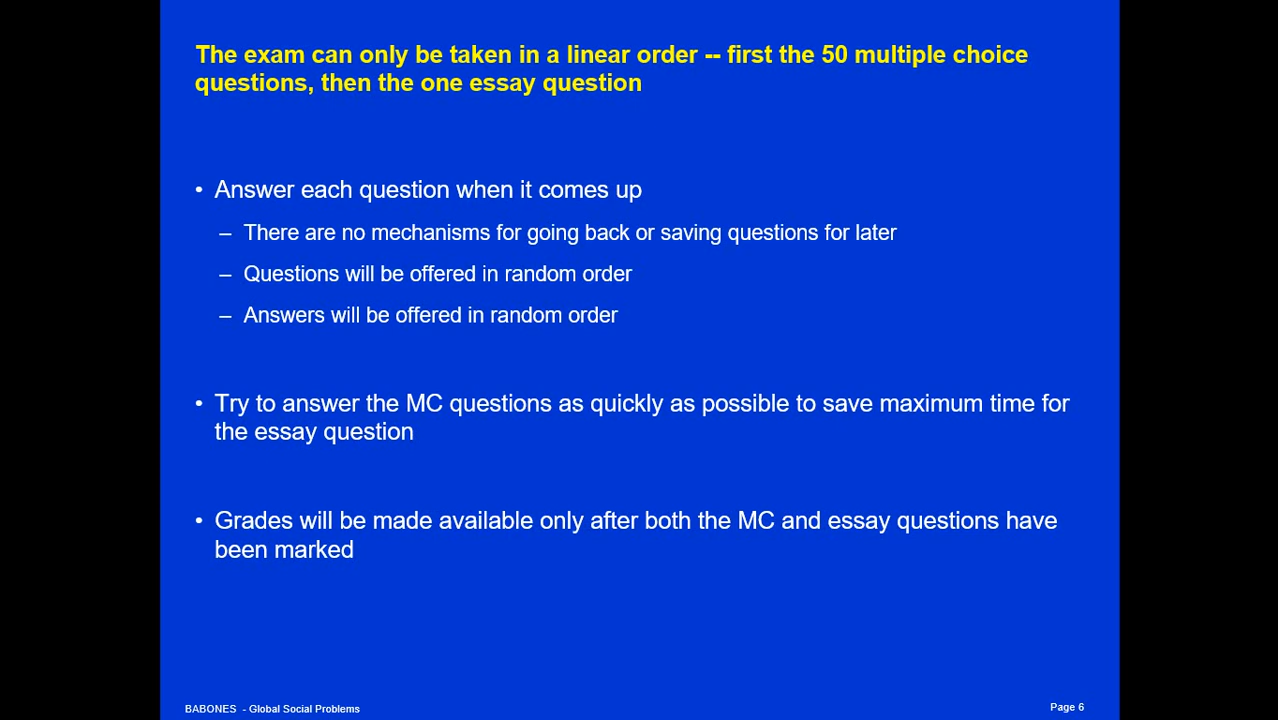 The exam can only be taken in a linear order -- first the 50 multiple choice
questions, then the one essay question
• Answer each question when it comes up
– There are no mechanisms for going back or saving questions for later
– Questions will be offered in random order
– Answers will be offered in random order
• Try to answer the MC questions as quickly as possible to save maximum time for
the essay question
• Grades will be made available only after both the MC and essay questions have
been marked
BABONES - Global Social Problems
Page 6